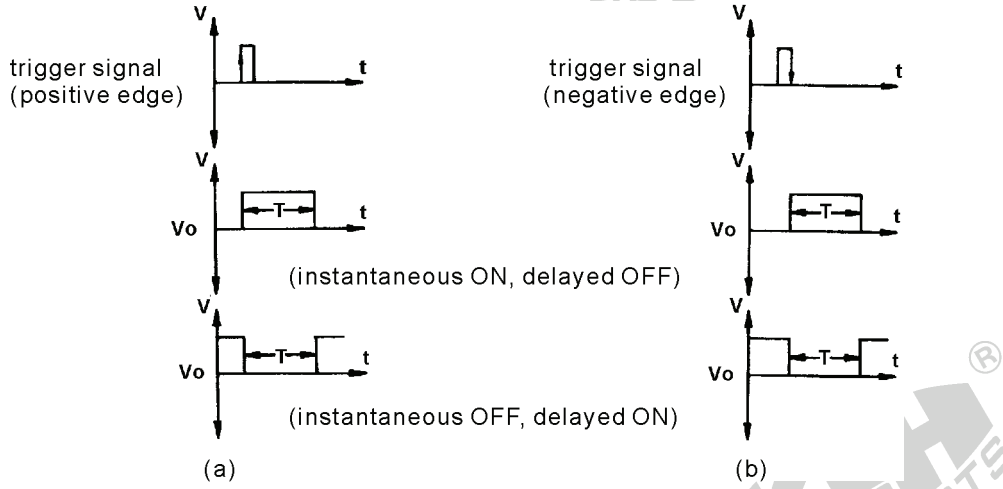 V
V
trigger signal
(positive edge)
t
trigger signal
(negative edge)
t
V
V
T
t
Vo
T
t
Vo
(instantaneous ON, delayed OFF)
V
V
T
t
Vo
T
t
Vo
®
(instantaneous OFF, delayed ON)
(a)
(b)